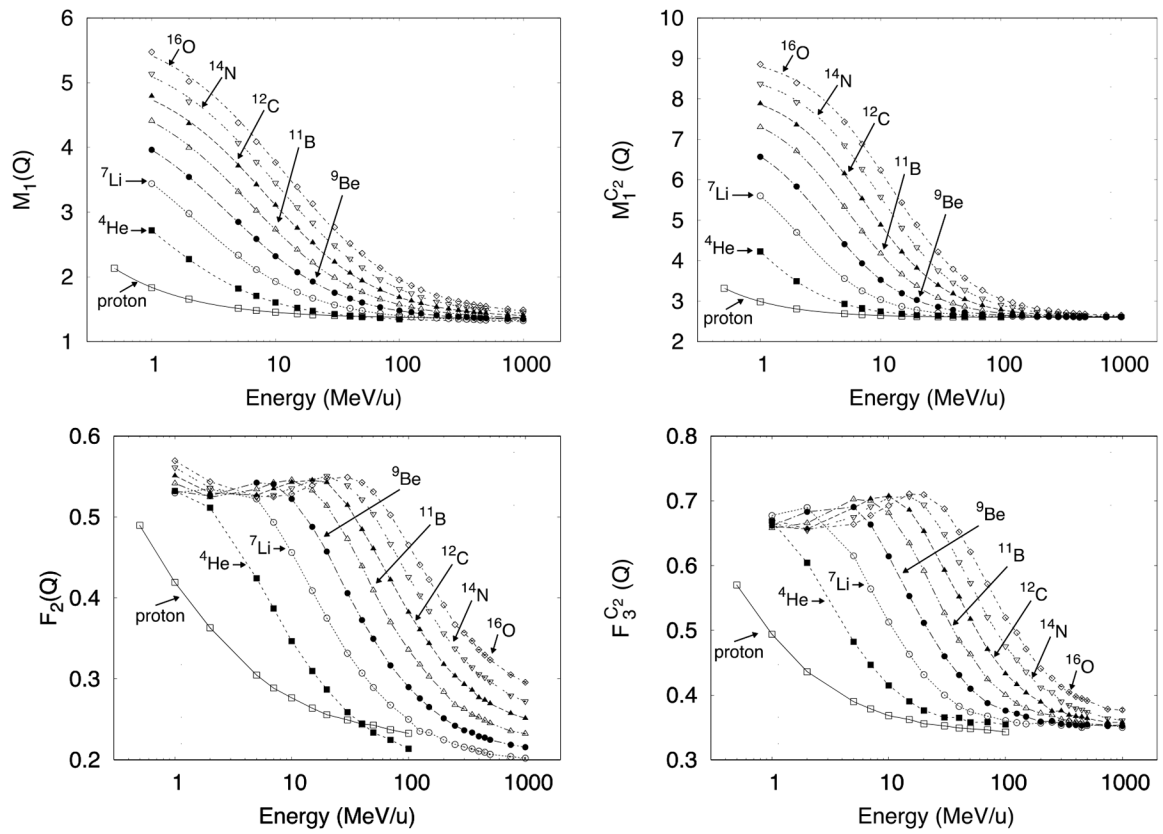 6
5
4
3
2
1
M₁(Q)
¹⁶O
¹⁴N
¹²C
¹¹B
⁹Be
⁷Li
⁴He
proton
1 10 100 1000
Energy (MeV/u)
10
9
8
7
6
5
4
3
2
M₁^C₂ (Q)
¹⁶O
¹⁴N
¹²C
¹¹B
⁹Be
⁷Li
⁴He
proton
1 10 100 1000
Energy (MeV/u)
0.6
0.5
0.4
0.3
0.2
F₂(Q)
⁹Be
¹¹B
⁷Li
¹²C
⁴He
¹⁴N
proton
¹⁶O
1 10 100 1000
Energy (MeV/u)
0.8
0.7
0.6
0.5
0.4
0.3
F₃^C₂ (Q)
⁹Be
¹¹B
⁷Li
¹²C
⁴He
¹⁴N
proton
¹⁶O
1 10 100 1000
Energy (MeV/u)